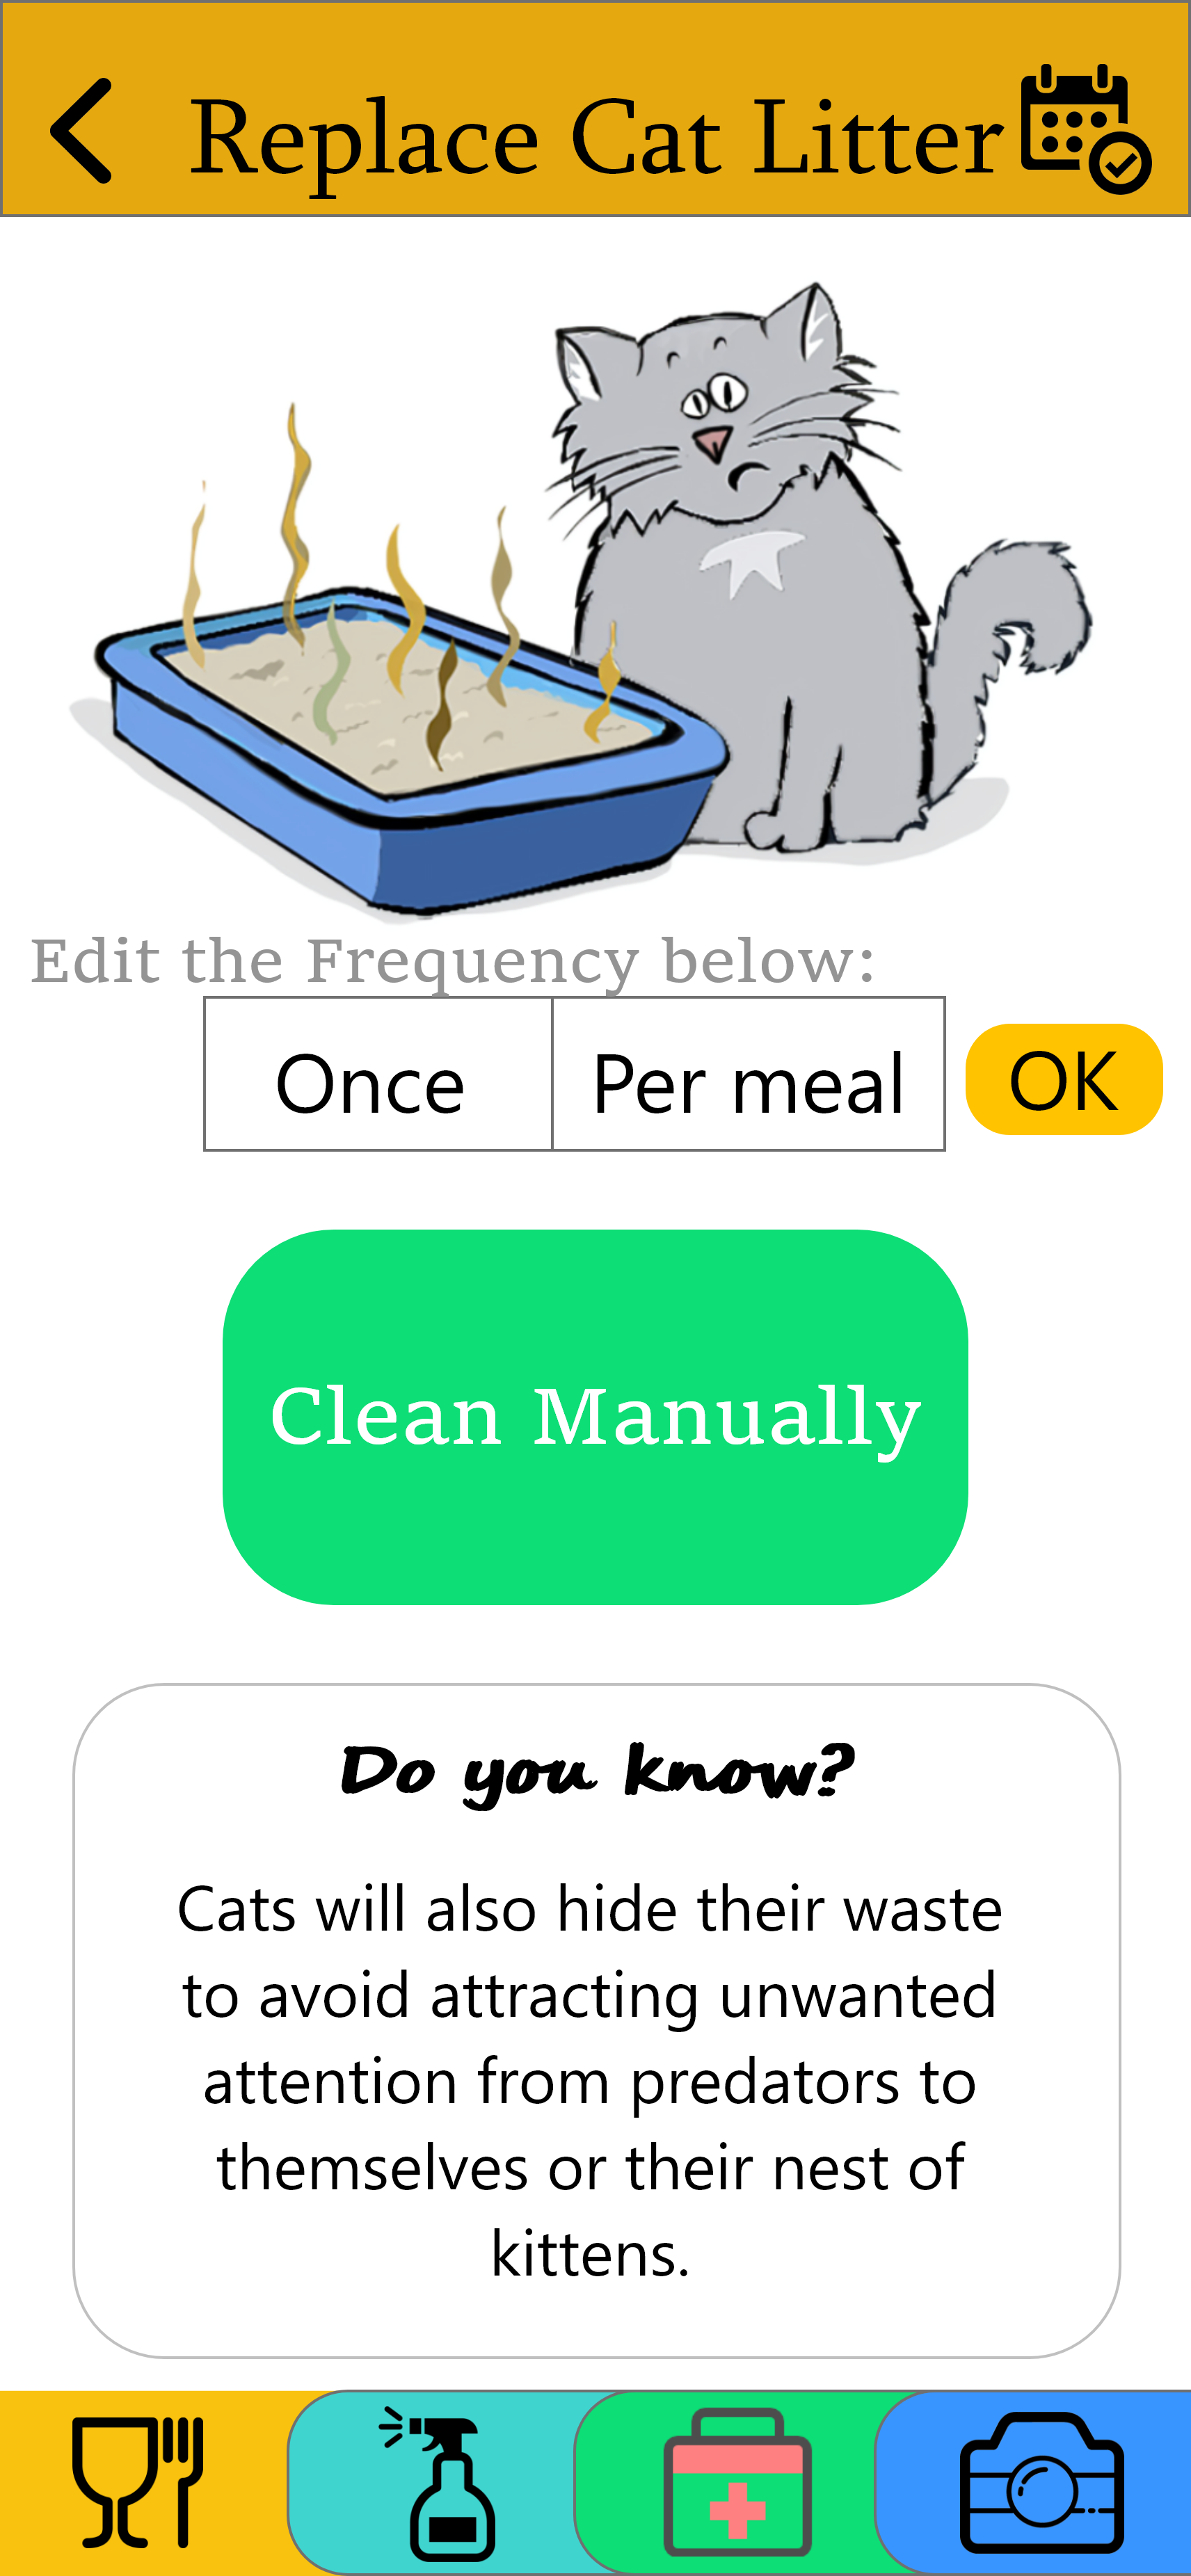 Replace Cat Litter
Edit the Frequency below:
Once Per meal OK
Clean Manually
Do you know?
Cats will also hide their waste
to avoid attracting unwanted
attention from predators to
themselves or their nest of
kittens.